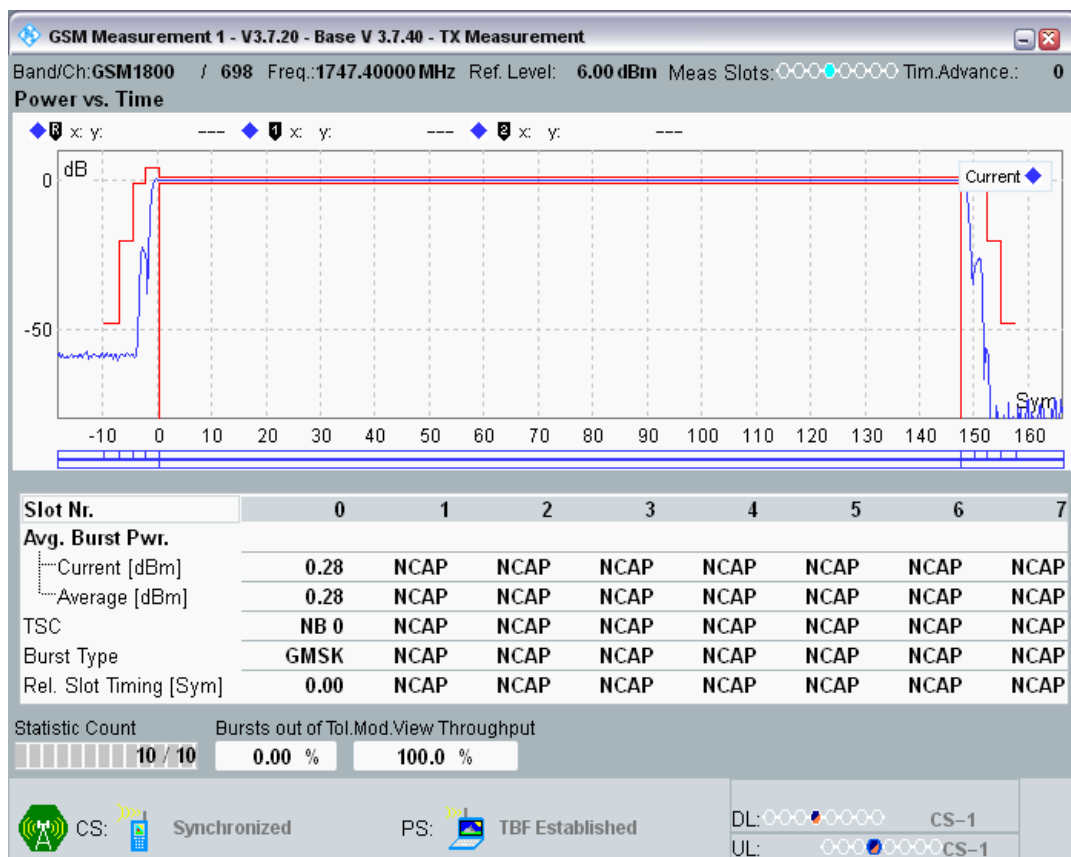 GSM Measurement 1 - V3.7.20 - Base V 3.7.40 - TX Measurement
Band/Ch:GSM1800 / 698 Freq.:1747.40000 MHz Ref. Level: 6.00 dBm Meas Slots: Tim.Advance.: 0
Power vs. Time
R x: y: --- 1 x: y: --- 2 x: y: ---
dB
Current
0
-50
Sym
-10 0 10 20 30 40 50 60 70 80 90 100 110 120 130 140 150 160
Slot Nr. 0 1 2 3 4 5 6 7
Avg. Burst Pwr.
Current [dBm] 0.28 NCAP NCAP NCAP NCAP NCAP NCAP NCAP
Average [dBm] 0.28 NCAP NCAP NCAP NCAP NCAP NCAP NCAP
TSC NB 0 NCAP NCAP NCAP NCAP NCAP NCAP NCAP
Burst Type GMSK NCAP NCAP NCAP NCAP NCAP NCAP NCAP
Rel. Slot Timing [Sym] 0.00 NCAP NCAP NCAP NCAP NCAP NCAP NCAP
Statistic Count Bursts out of Tol. Mod.View Throughput
10 / 10 0.00 % 100.0 %
CS: Synchronized PS: TBF Established
DL: CS-1
UL: CS-1